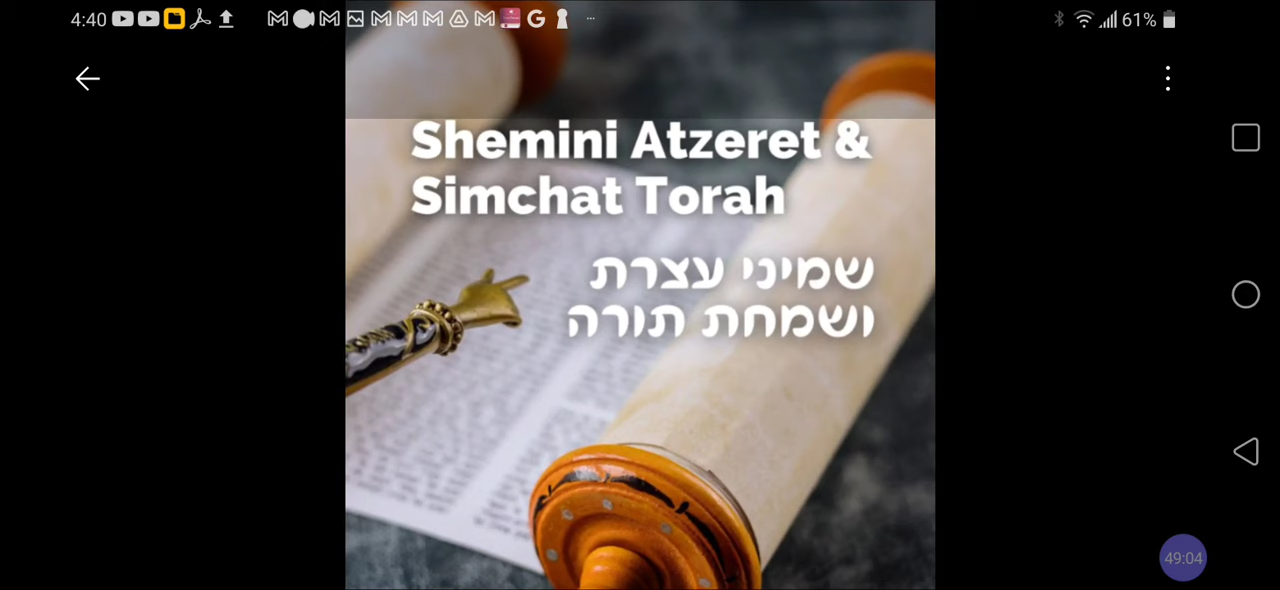 4:40
61%
Shemini Atzeret &
Simchat Torah
שמיני עצרת
ושמחת תורה
49:04